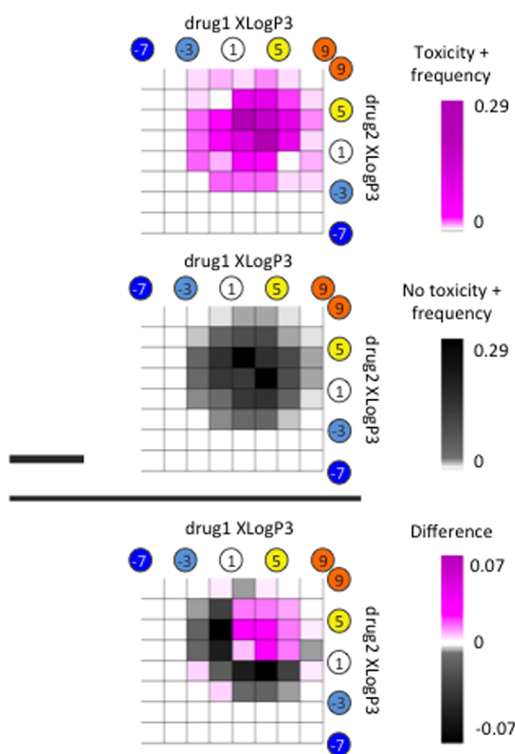 drug1 XLogP3
-7 -3 1 5 9
9
5
1
-3
-7
drug2 XLogP3
Toxicity +
frequency
0.29
0
drug1 XLogP3
-7 -3 1 5 9
9
5
1
-3
-7
drug2 XLogP3
No toxicity +
frequency
0.29
0
drug1 XLogP3
-7 -3 1 5 9
9
5
1
-3
-7
drug2 XLogP3
Difference
0.07
0
-0.07